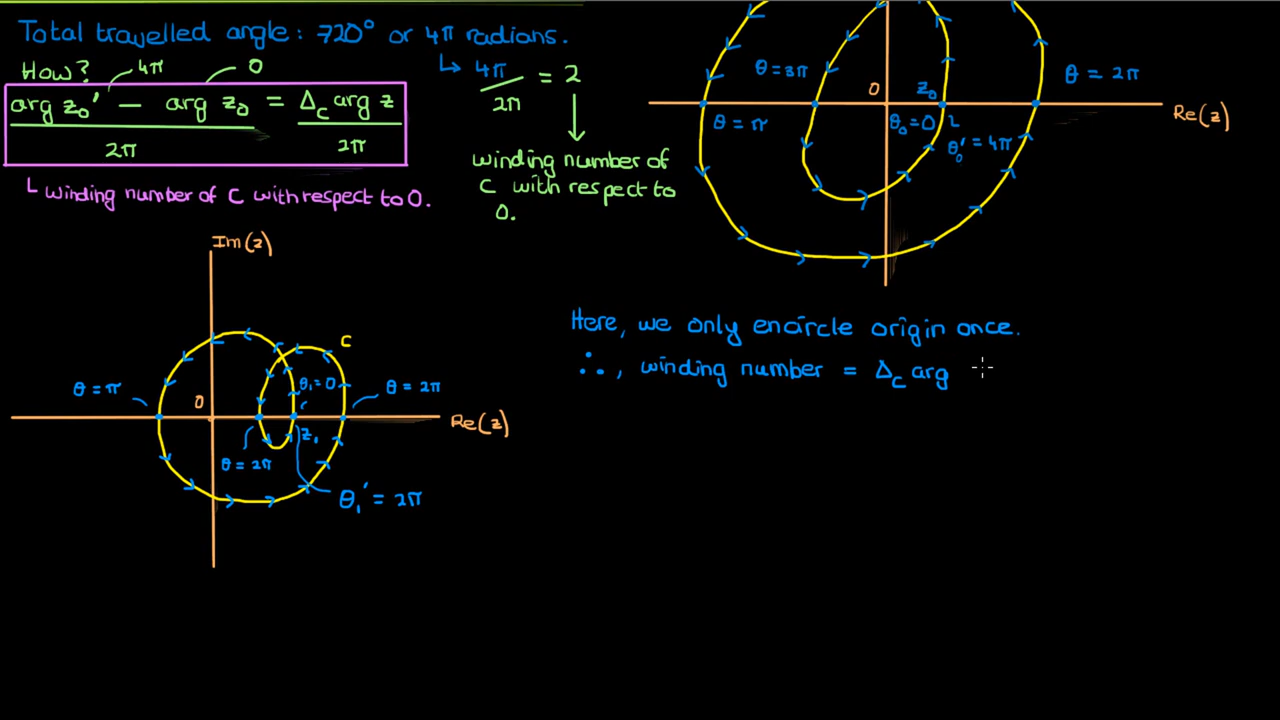 Total travelled angle: 720° or 4π radians.
How?
4π
0
arg z₀' − arg z₀ = Δ_C arg z
2π
2π
└ winding number of C with respect to 0.
↳ 4π
2π
= 2
winding number of
C with respect to
0.
θ = 3π
0
z₀
θ = 2π
Re(z)
θ = π
θ₀ = 0
θ₀' = 4π
Im(z)
C
θ = π
0
θ₁ = 0
θ = 2π
Re(z)
z₁
θ = 2π
θ₁' = 2π
Here, we only encircle origin once.
∴, winding number = Δ_C arg